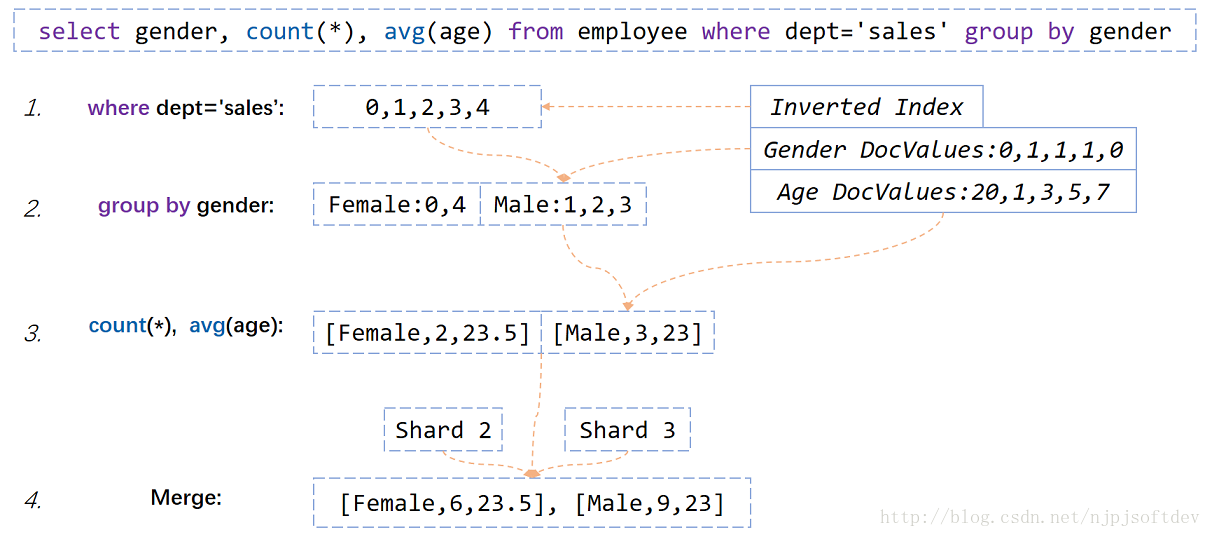 select gender, count(*), avg(age) from employee where dept='sales' group by gender
1. where dept='sales’: 0,1,2,3,4 Inverted Index
Gender DocValues:0,1,1,1,0
Age DocValues:20,1,3,5,7
2. group by gender: Female:0,4 Male:1,2,3
3. count(*), avg(age): [Female,2,23.5] [Male,3,23]
Shard 2 Shard 3
4. Merge: [Female,6,23.5], [Male,9,23]
http://blog.csdn.net/njpjsoftdev